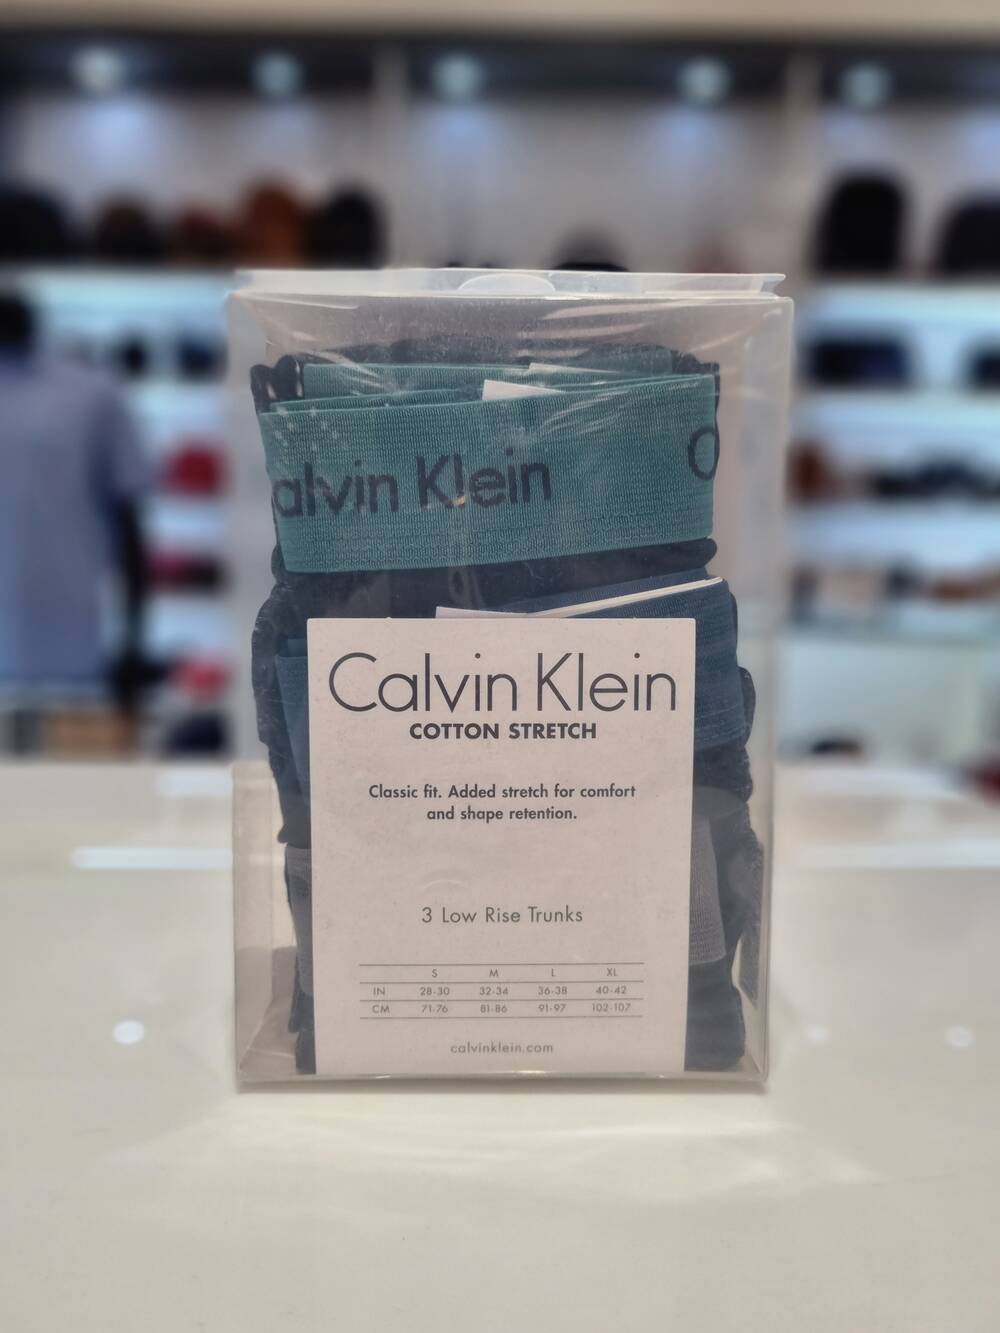 alvin Klein C
Calvin Klein
COTTON STRETCH
Classic fit. Added stretch for comfort
and shape retention.
3 Low Rise Trunks
S M L XL
IN 28-30 32-34 36-38 40-42
CM 71-76 81-86 91-97 102-107
calvinklein.com